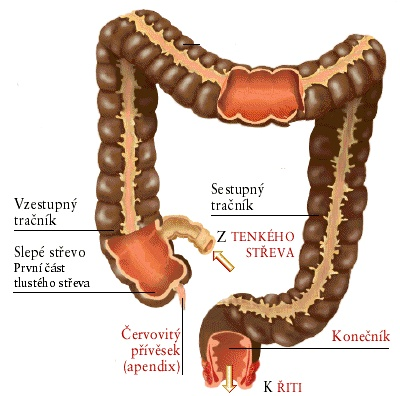 Sestupný
tračník
Vzestupný
tračník
Z TENKÉHO
STŘEVA
Slepé střevo
První část
tlustého střeva
Červovitý
přívěsek
(apendix)
Konečník
K ŘITI